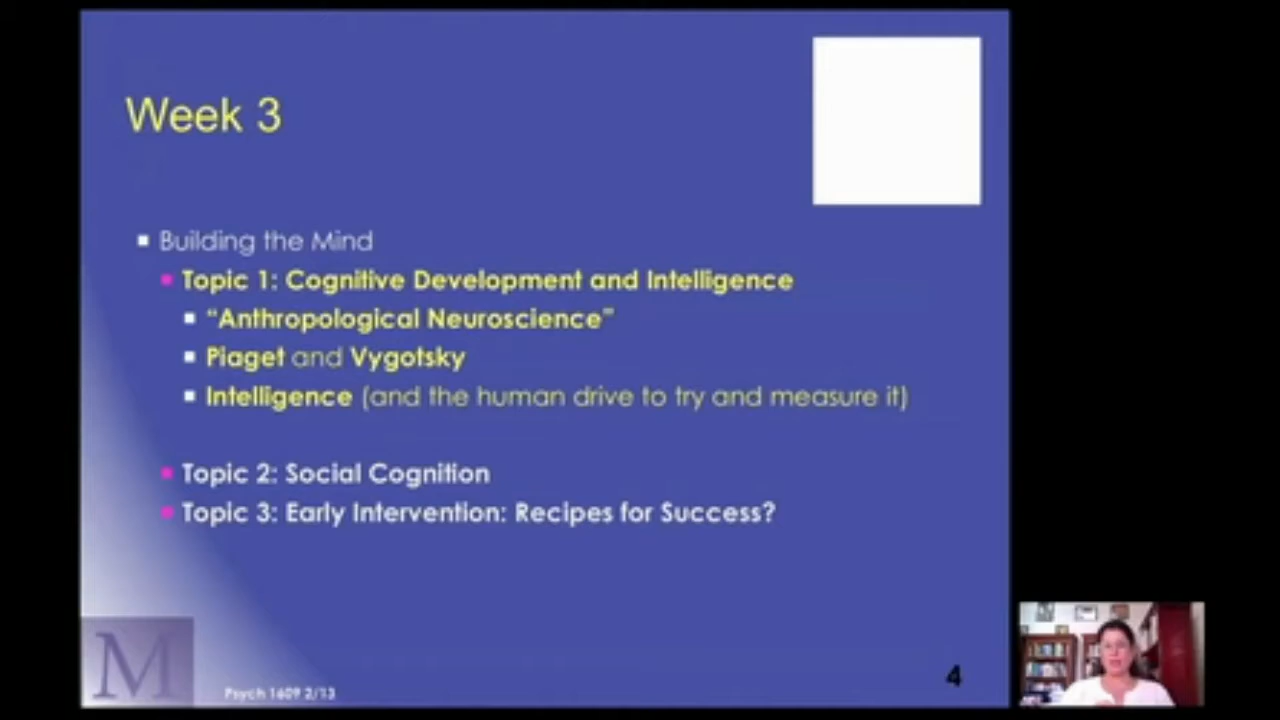 Week 3
Building the Mind
Topic 1: Cognitive Development and Intelligence
“Anthropological Neuroscience”
Piaget and Vygotsky
Intelligence (and the human drive to try and measure it)
Topic 2: Social Cognition
Topic 3: Early Intervention: Recipes for Success?
M
Psych 1609 2/13
4